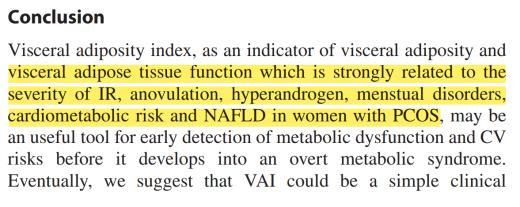 Conclusion
Visceral adiposity index, as an indicator of visceral adiposity and
visceral adipose tissue function which is strongly related to the
severity of IR, anovulation, hyperandrogen, menstrual disorders,
cardiometabolic risk and NAFLD in women with PCOS, may be
an useful tool for early detection of metabolic dysfunction and CV
risks before it develops into an overt metabolic syndrome.
Eventually, we suggest that VAI could be a simple clinical